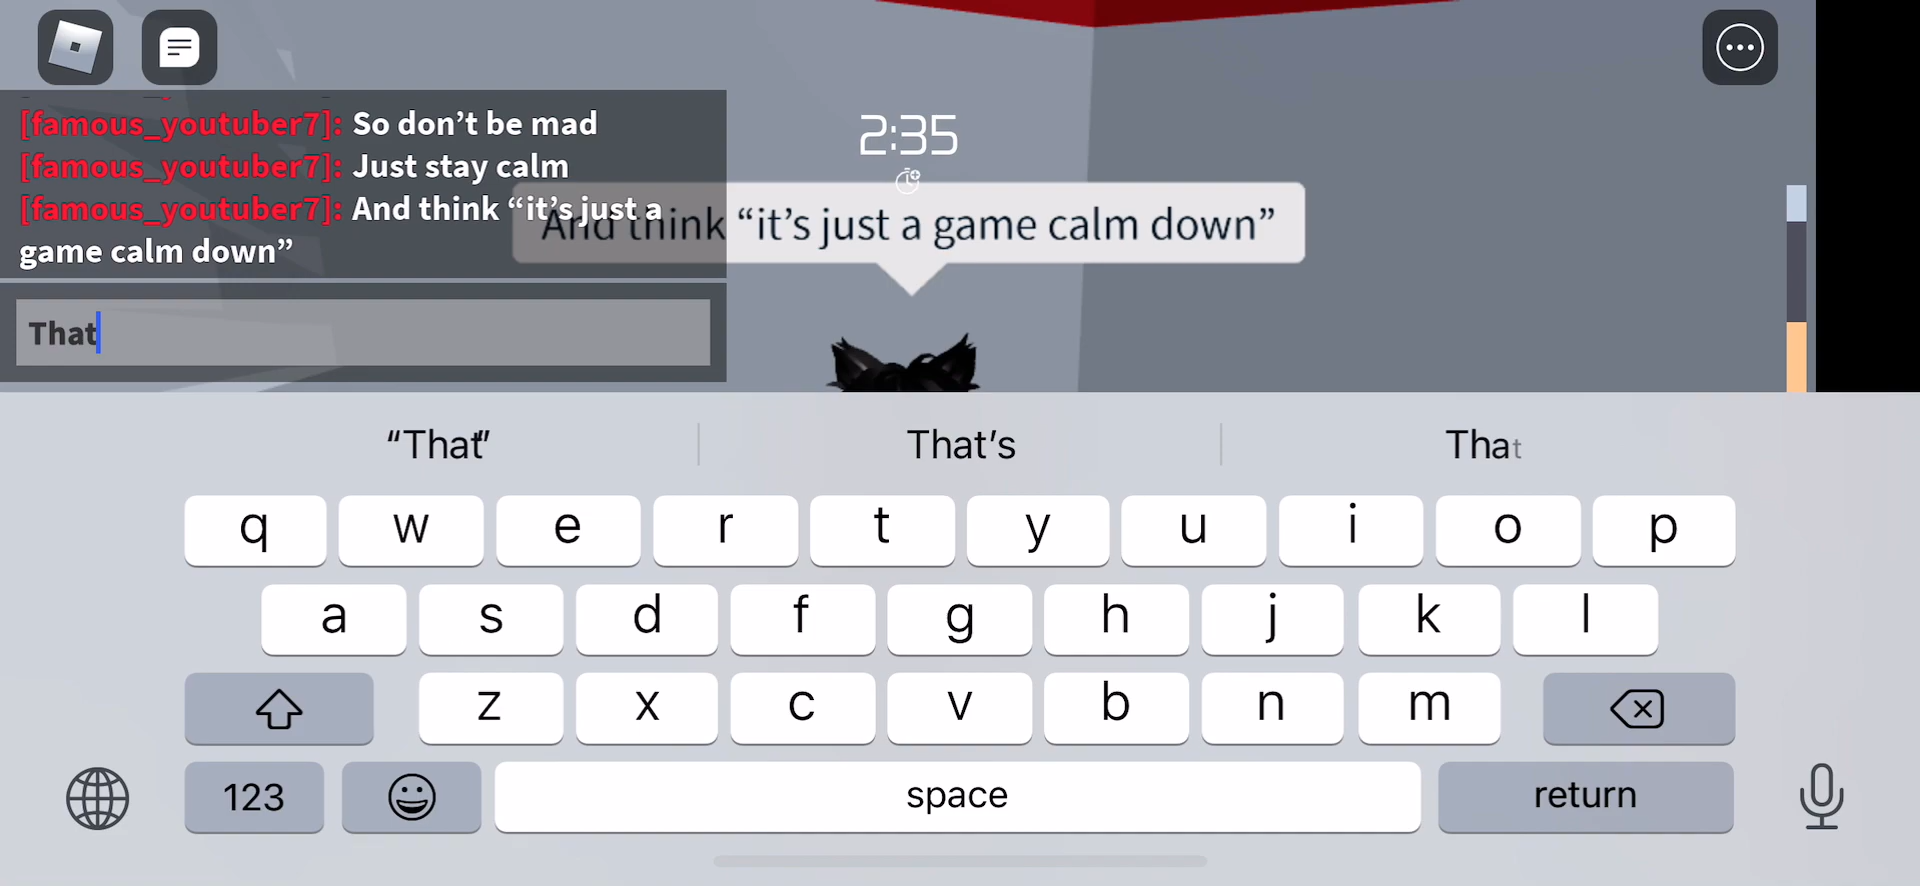 [famous_youtuber7]: So don’t be mad
[famous_youtuber7]: Just stay calm
[famous_youtuber7]: And think “it’s just a
game calm down”
2:35
And think “it’s just a game calm down”
That
“That”
That’s
That
q w e r t y u i o p
a s d f g h j k l
z x c v b n m
123 space return